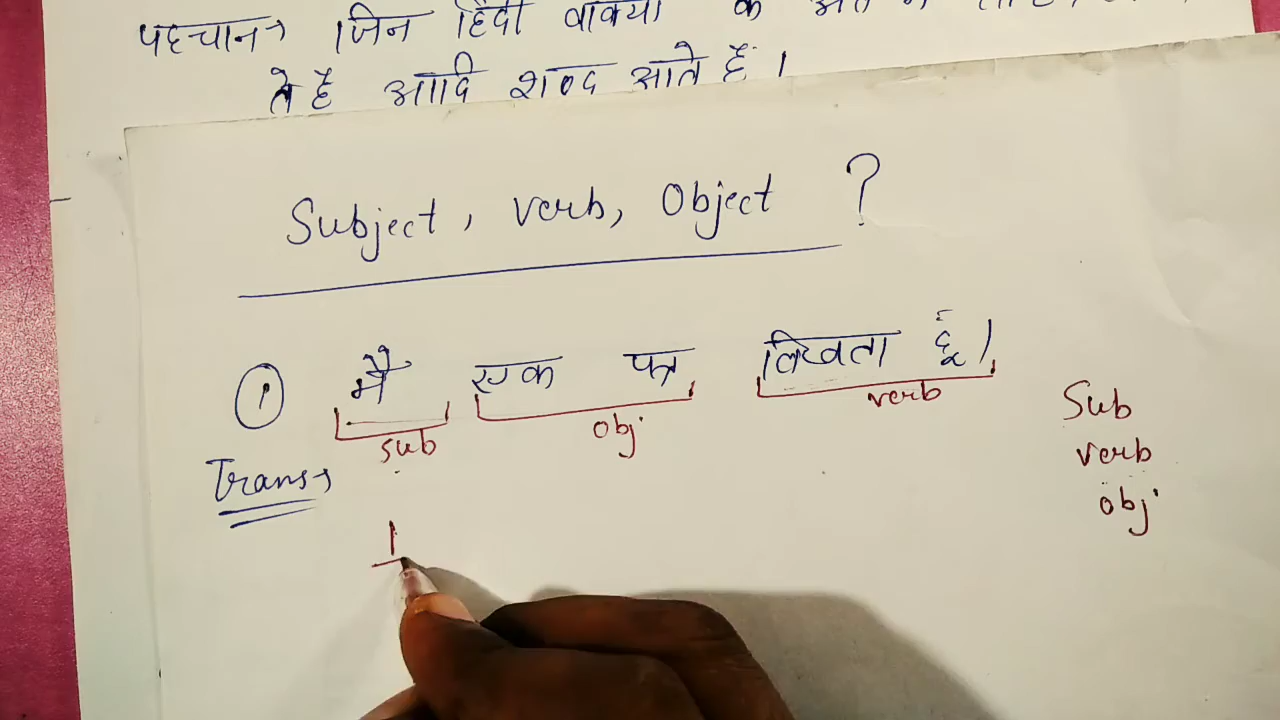 पहचान→ जिन हिंदी वाक्यों के अंत में
ते हैं आदि शब्द आते हैं ।
Subject, verb, Object ?
① मैं एक पत्र लिखता हूँ।
sub obj verb
Sub
verb
obj
Trans→
I